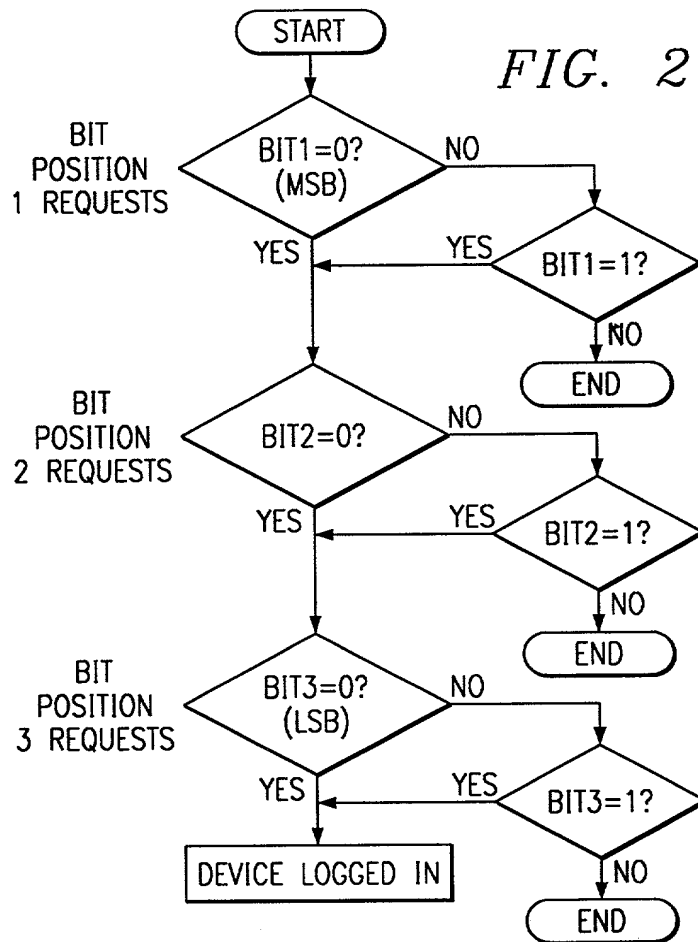 START
FIG. 2
BIT
POSITION
1 REQUESTS
BIT1=0?
(MSB)
NO
YES
YES
BIT1=1?
NO
END
BIT
POSITION
2 REQUESTS
BIT2=0?
NO
YES
YES
BIT2=1?
NO
END
BIT
POSITION
3 REQUESTS
BIT3=0?
(LSB)
NO
YES
YES
BIT3=1?
NO
DEVICE LOGGED IN
END